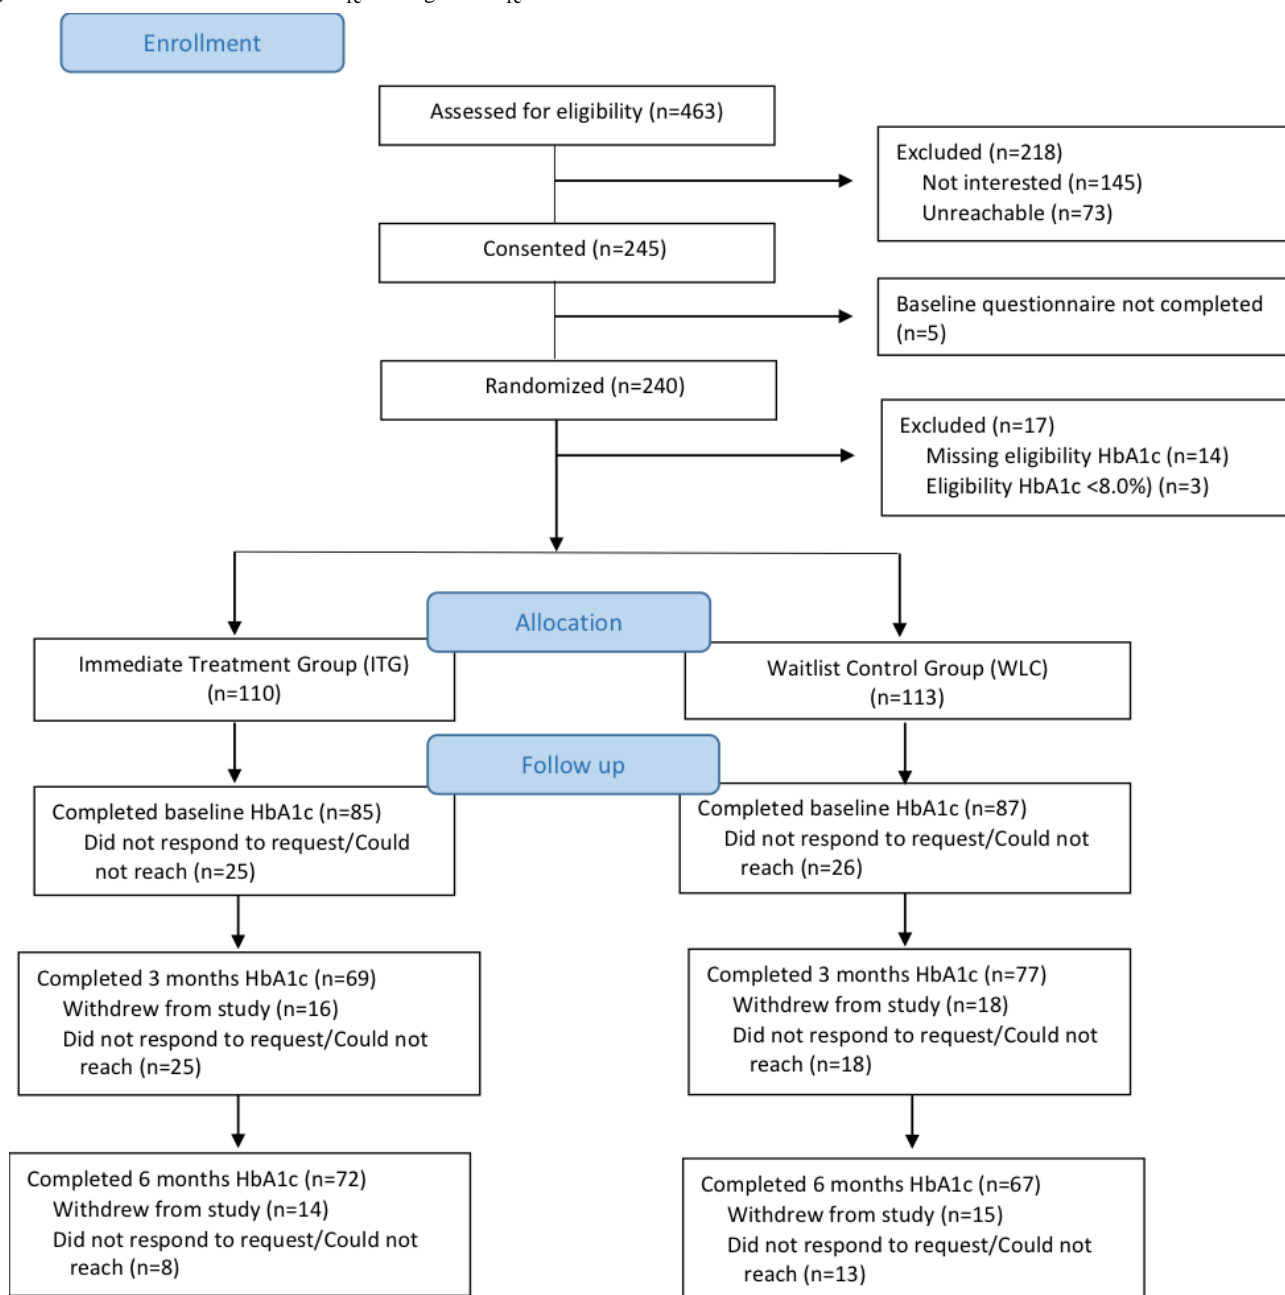 Enrollment
Assessed for eligibility (n=463)
Excluded (n=218)
Not interested (n=145)
Unreachable (n=73)
Consented (n=245)
Baseline questionnaire not completed
(n=5)
Randomized (n=240)
Excluded (n=17)
Missing eligibility HbA1c (n=14)
Eligibility HbA1c <8.0%) (n=3)
Allocation
Immediate Treatment Group (ITG)
(n=110)
Waitlist Control Group (WLC)
(n=113)
Follow up
Completed baseline HbA1c (n=85)
Did not respond to request/Could
not reach (n=25)
Completed baseline HbA1c (n=87)
Did not respond to request/Could not
reach (n=26)
Completed 3 months HbA1c (n=69)
Withdrew from study (n=16)
Did not respond to request/Could not
reach (n=25)
Completed 3 months HbA1c (n=77)
Withdrew from study (n=18)
Did not respond to request/Could not
reach (n=18)
Completed 6 months HbA1c (n=72)
Withdrew from study (n=14)
Did not respond to request/Could not
reach (n=8)
Completed 6 months HbA1c (n=67)
Withdrew from study (n=15)
Did not respond to request/Could not
reach (n=13)